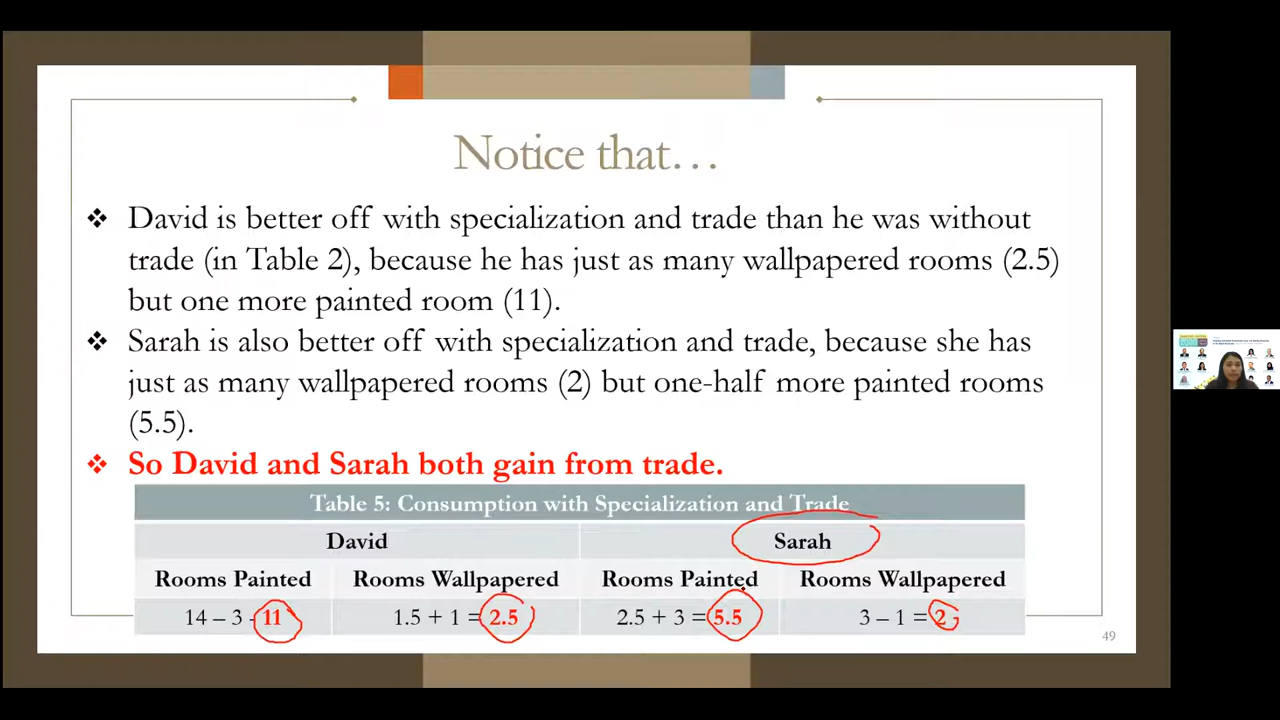 Notice that…
❖ David is better off with specialization and trade than he was without
trade (in Table 2), because he has just as many wallpapered rooms (2.5)
but one more painted room (11).
❖ Sarah is also better off with specialization and trade, because she has
just as many wallpapered rooms (2) but one-half more painted rooms
(5.5).
❖ So David and Sarah both gain from trade.
Table 5: Consumption with Specialization and Trade
David Sarah
Rooms Painted Rooms Wallpapered Rooms Painted Rooms Wallpapered
14 – 3 = 11 1.5 + 1 = 2.5 2.5 + 3 = 5.5 3 – 1 = 2
49